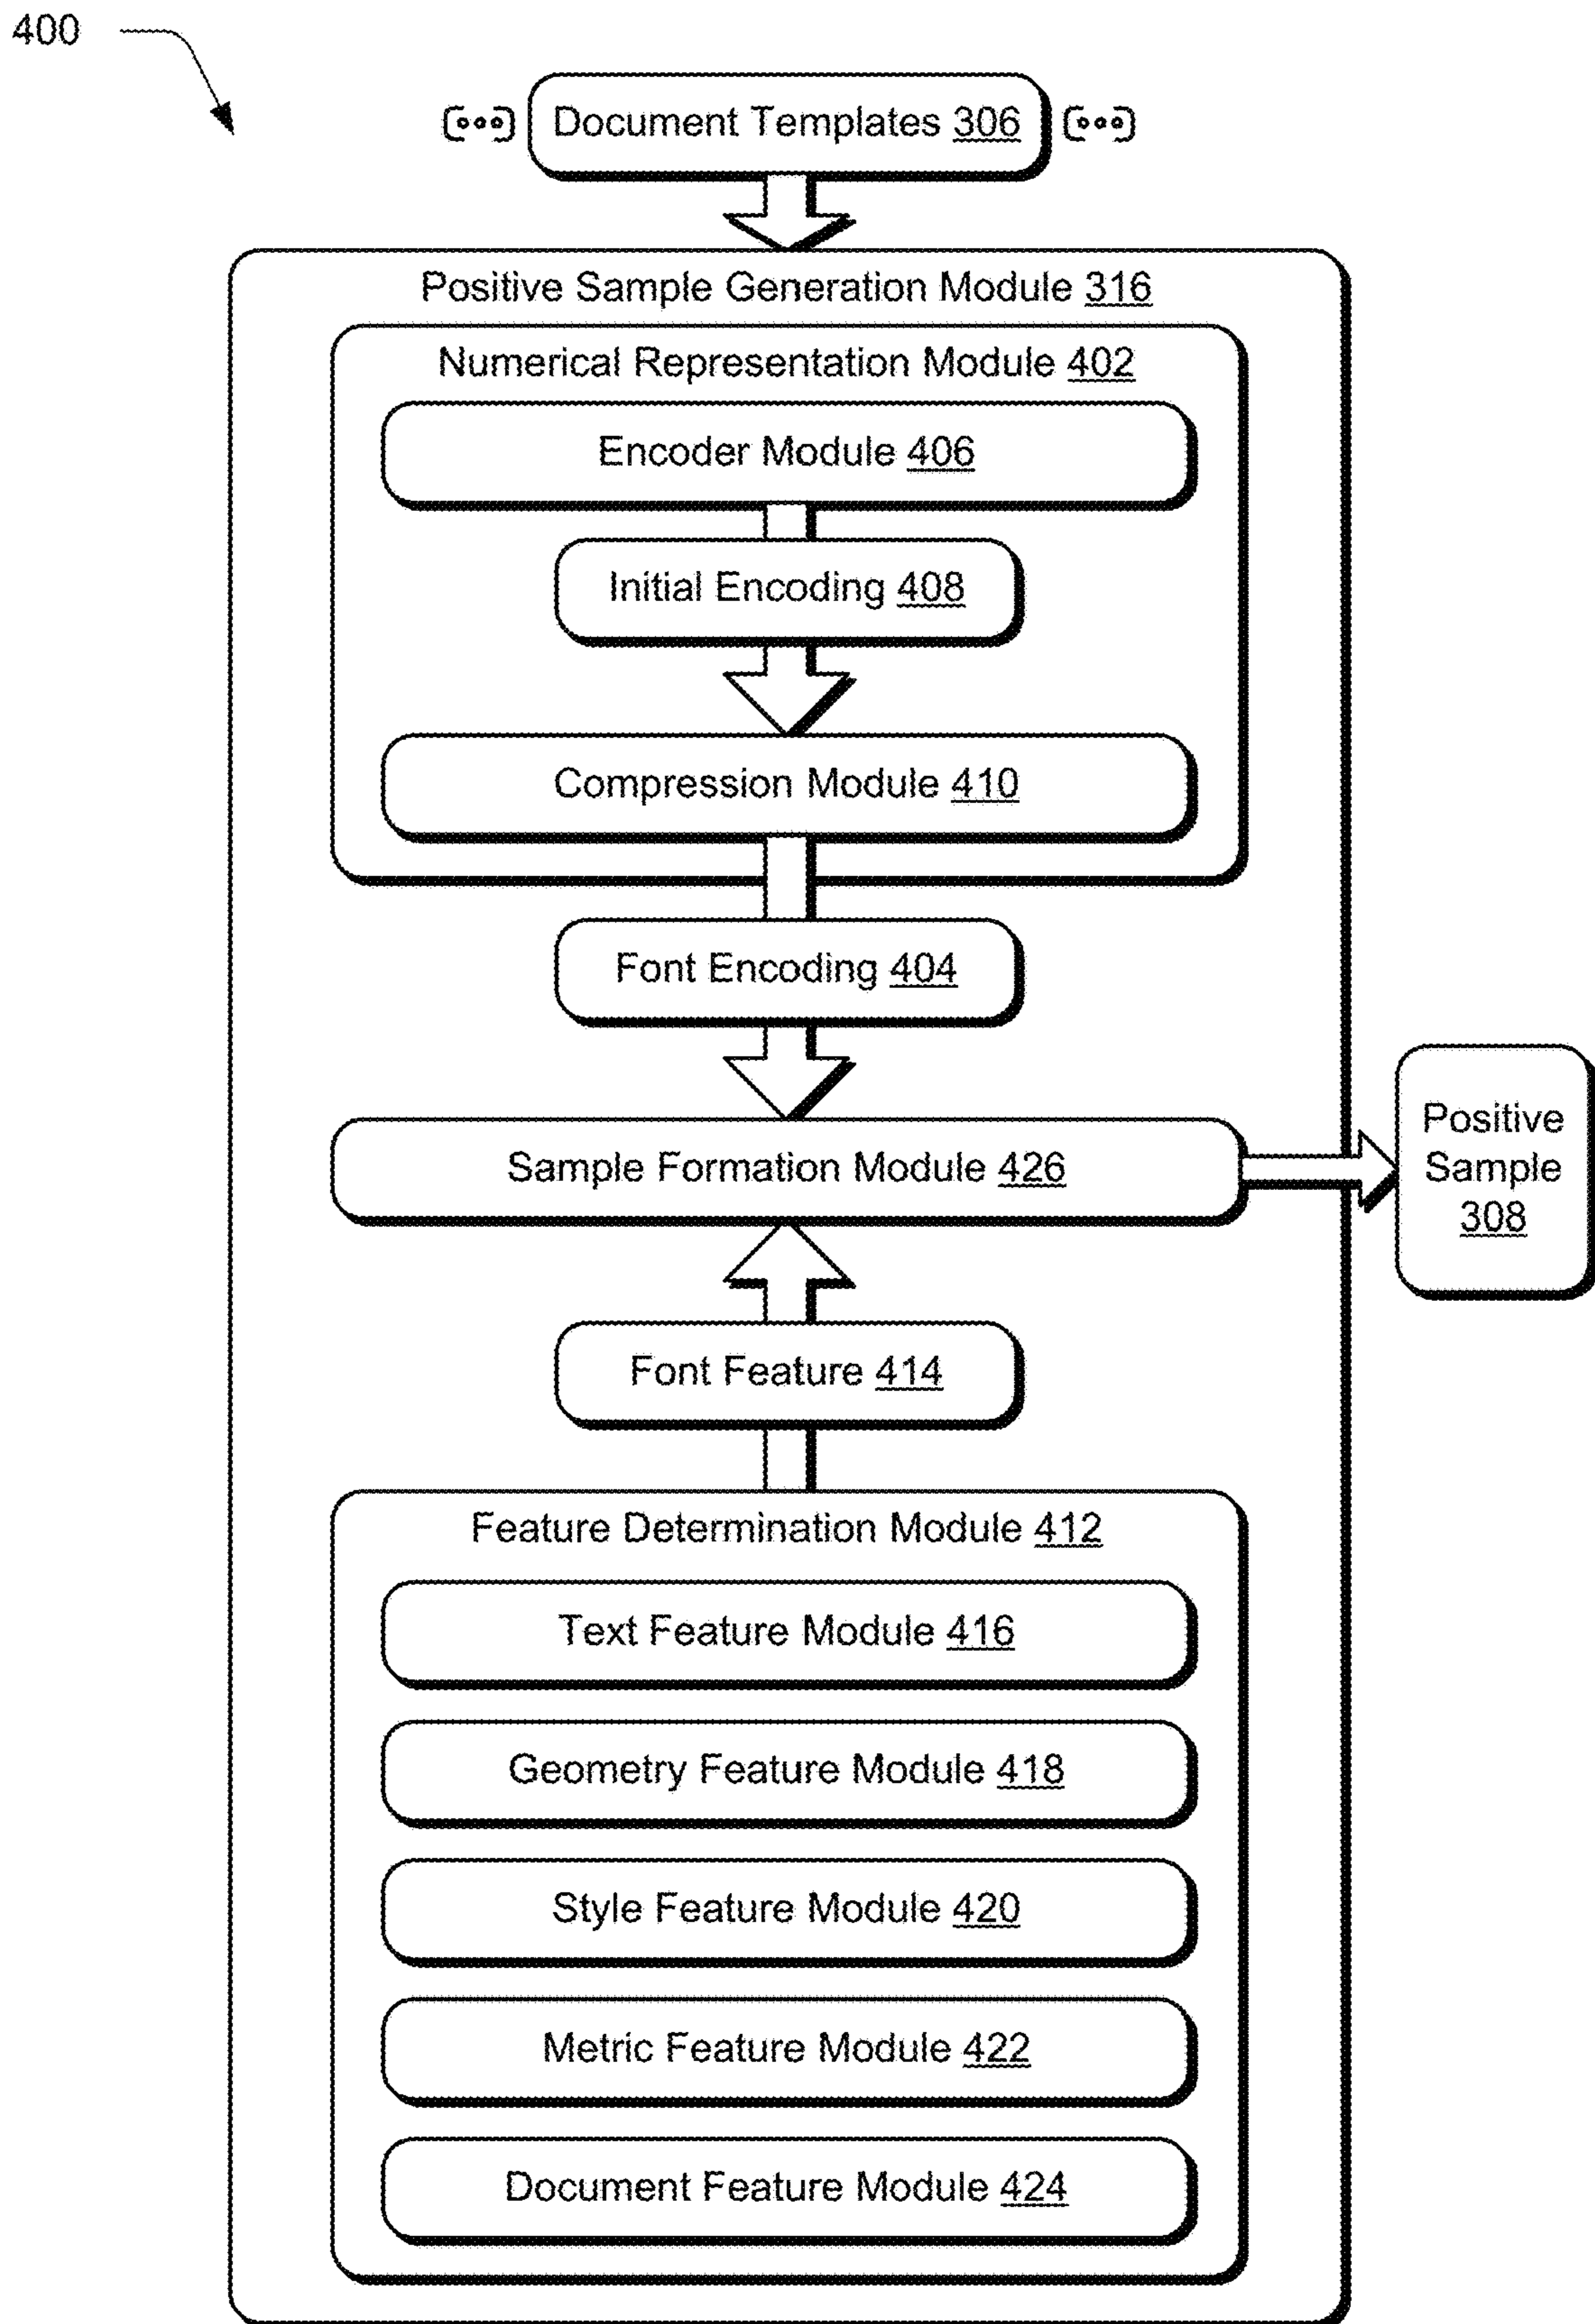 400
Document Templates 306
Positive Sample Generation Module 316
Numerical Representation Module 402
Encoder Module 406
Initial Encoding 408
Compression Module 410
Font Encoding 404
Sample Formation Module 426
Positive
Sample
308
Font Feature 414
Feature Determination Module 412
Text Feature Module 416
Geometry Feature Module 418
Style Feature Module 420
Metric Feature Module 422
Document Feature Module 424